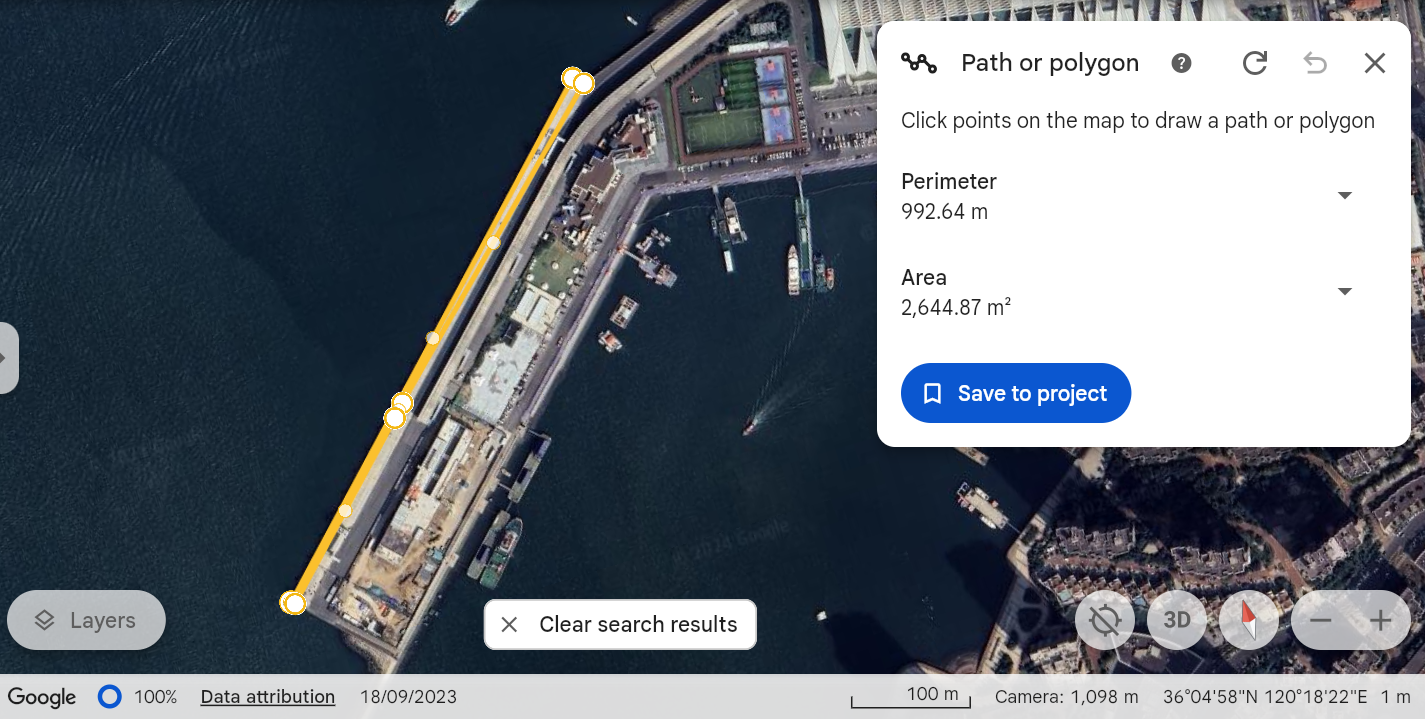 Path or polygon
Click points on the map to draw a path or polygon
Perimeter
992.64 m
Area
2,644.87 m²
Save to project
© 2024 Google
Layers
Clear search results
3D
Google 100% Data attribution 18/09/2023 100 m Camera: 1,098 m 36°04'58"N 120°18'22"E 1 m